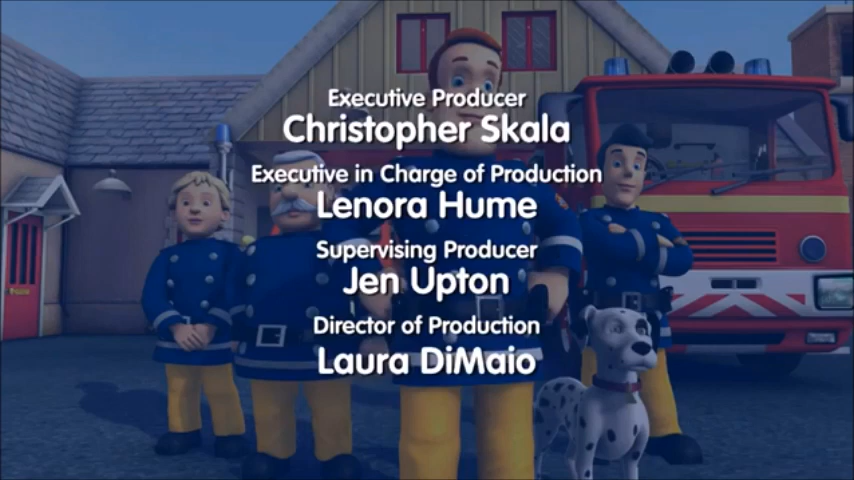 Executive Producer
Christopher Skala
Executive in Charge of Production
Lenora Hume
Supervising Producer
Jen Upton
Director of Production
Laura DiMaio